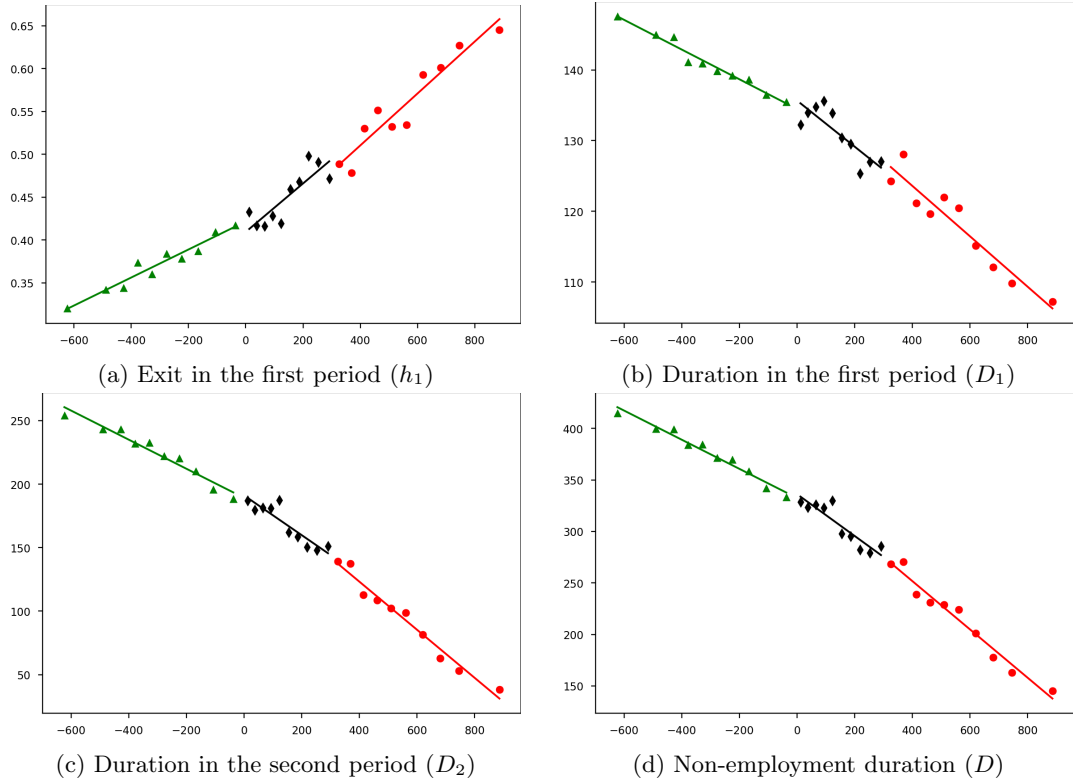 0.65
0.60
0.55
0.50
0.45
0.40
0.35
−600 −400 −200 0 200 400 600 800
(a) Exit in the first period (h₁)
140
130
120
110
−600 −400 −200 0 200 400 600 800
(b) Duration in the first period (D₁)
250
200
150
100
50
−600 −400 −200 0 200 400 600 800
(c) Duration in the second period (D₂)
400
350
300
250
200
150
−600 −400 −200 0 200 400 600 800
(d) Non-employment duration (D)